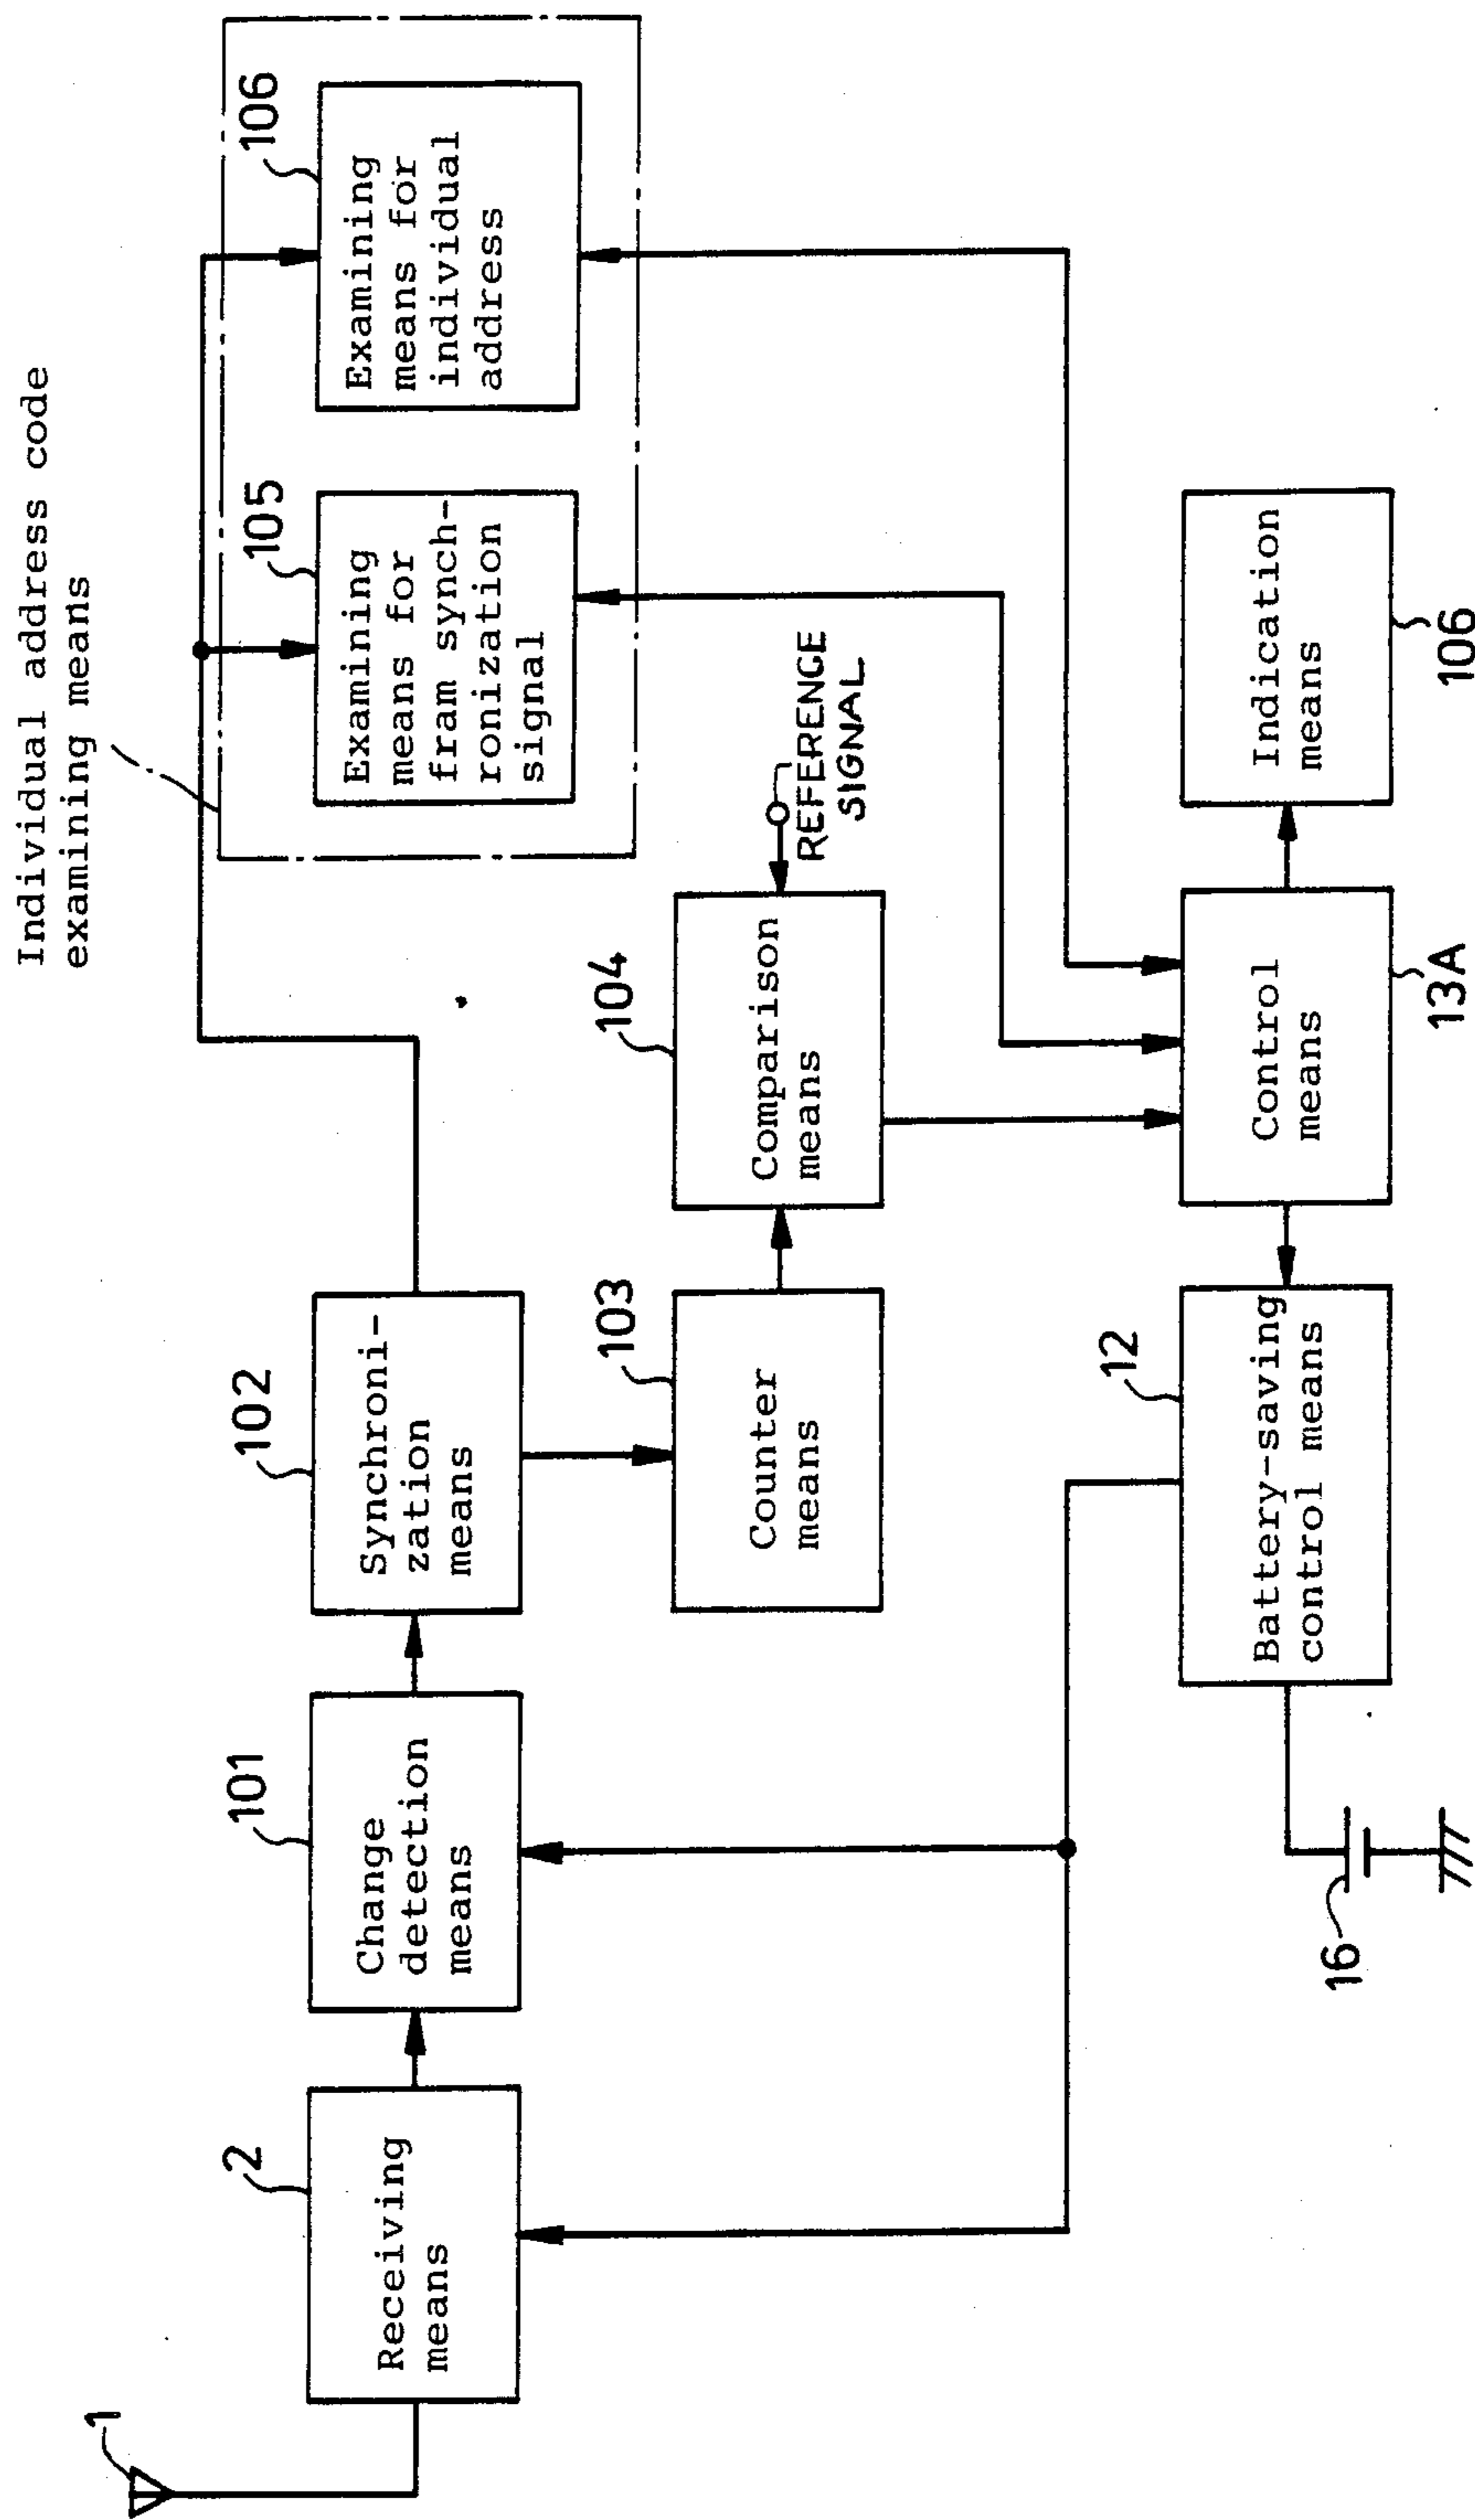 Individual address code
examining means
1
2
Receiving
means
101
Change
detection
means
102
Synchroni-
zation
means
105
Examining
means for
fram synch-
ronization
signal
106
Examining
means for
individual
address
103
Counter
means
104
Comparison
means
REFERENCE
SIGNAL
16
12
Battery-saving
control means
Control
means
13A
Indication
means
106